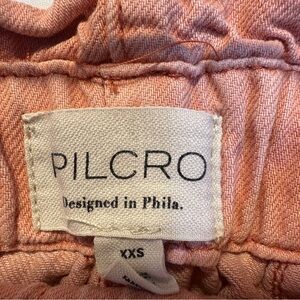 PILCRO
Designed in Phila.
XXS